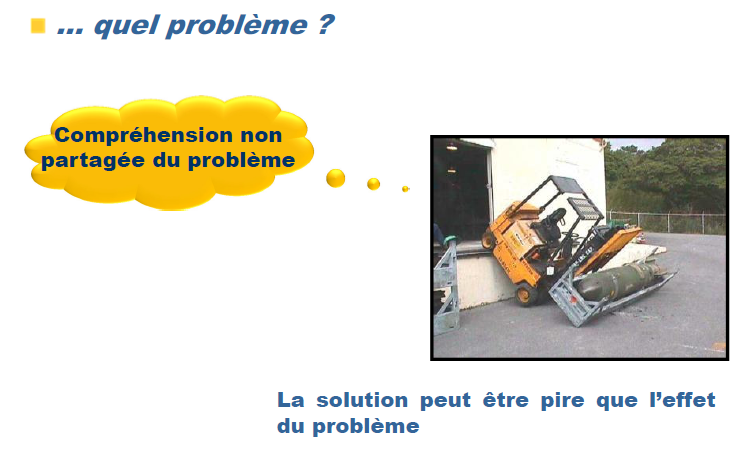 ... quel problème ?
Compréhension non
partagée du problème
La solution peut être pire que l’effet
du problème